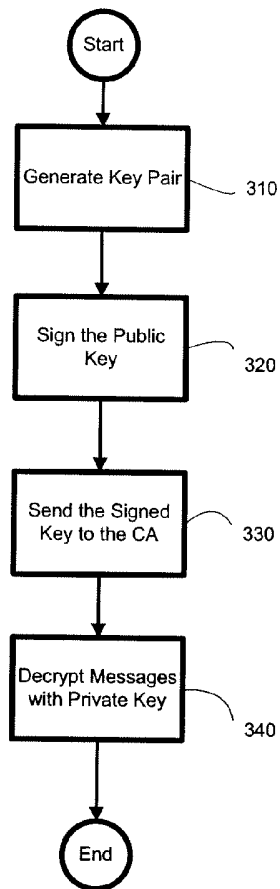 Start
Generate Key Pair
310
Sign the Public
Key
320
Send the Signed
Key to the CA
330
Decrypt Messages
with Private Key
340
End